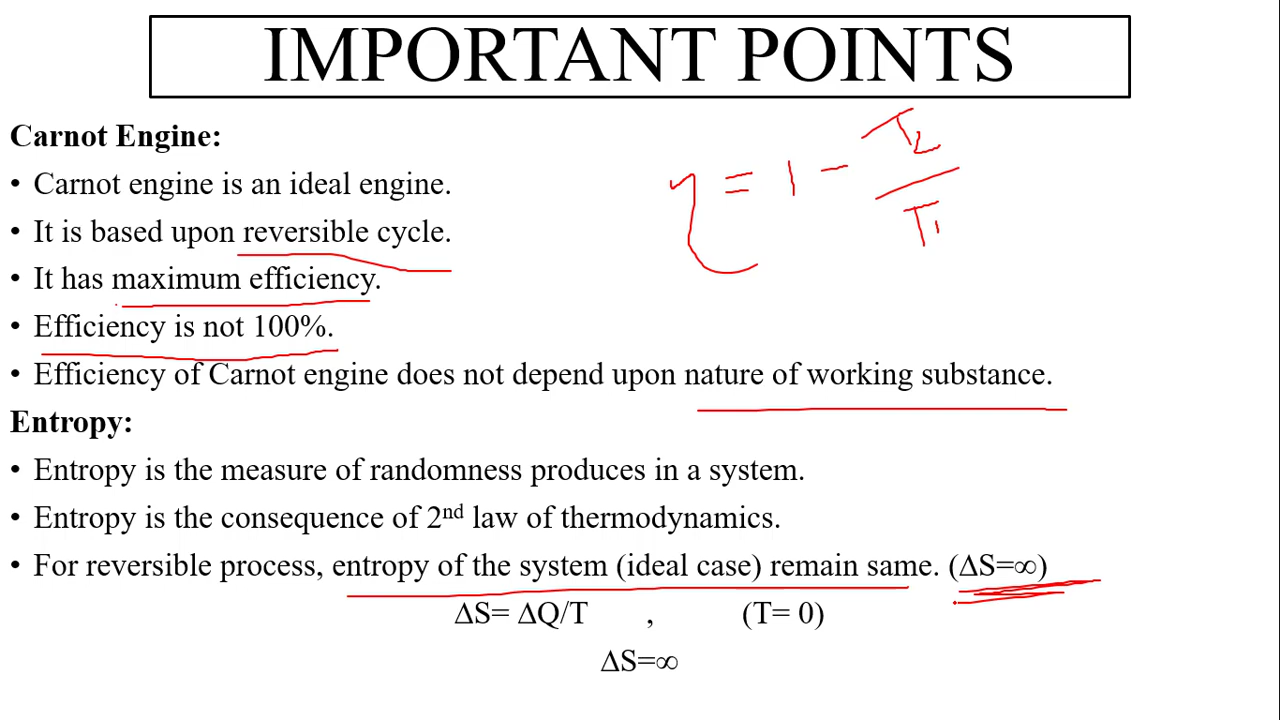 IMPORTANT POINTS
Carnot Engine:
• Carnot engine is an ideal engine.
• It is based upon reversible cycle.
• It has maximum efficiency.
• Efficiency is not 100%.
• Efficiency of Carnot engine does not depend upon nature of working substance.
η = 1 - T₂/T₁
Entropy:
• Entropy is the measure of randomness produces in a system.
• Entropy is the consequence of 2nd law of thermodynamics.
• For reversible process, entropy of the system (ideal case) remain same. (ΔS=∞)
ΔS= ΔQ/T , (T= 0)
ΔS=∞